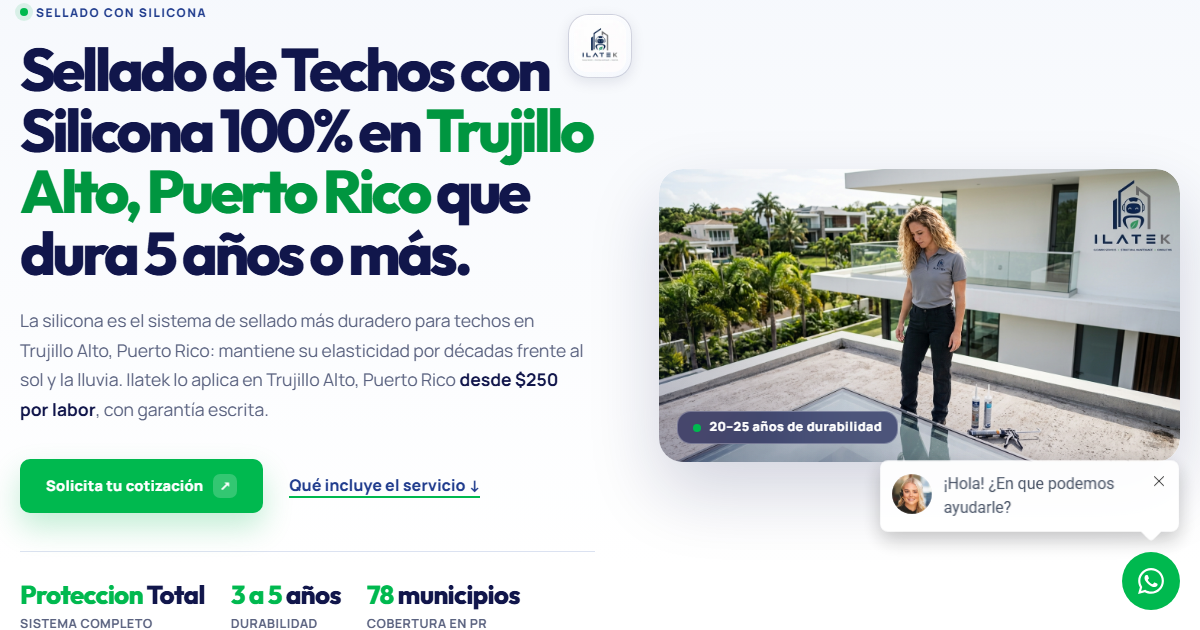 SELLADO CON SILICONA
ILATEK
Sellado de Techos con
Silicona 100% en Trujillo
Alto, Puerto Rico que
dura 5 años o más.
La silicona es el sistema de sellado más duradero para techos en
Trujillo Alto, Puerto Rico: mantiene su elasticidad por décadas frente al
sol y la lluvia. Ilatek lo aplica en Trujillo Alto, Puerto Rico desde $250
por labor, con garantía escrita.
Solicita tu cotización ↗
Qué incluye el servicio ↓
Proteccion Total
SISTEMA COMPLETO
3 a 5 años
DURABILIDAD
78 municipios
COBERTURA EN PR
ILATEK
ILATEK
20–25 años de durabilidad
¡Hola! ¿En que podemos
ayudarle?